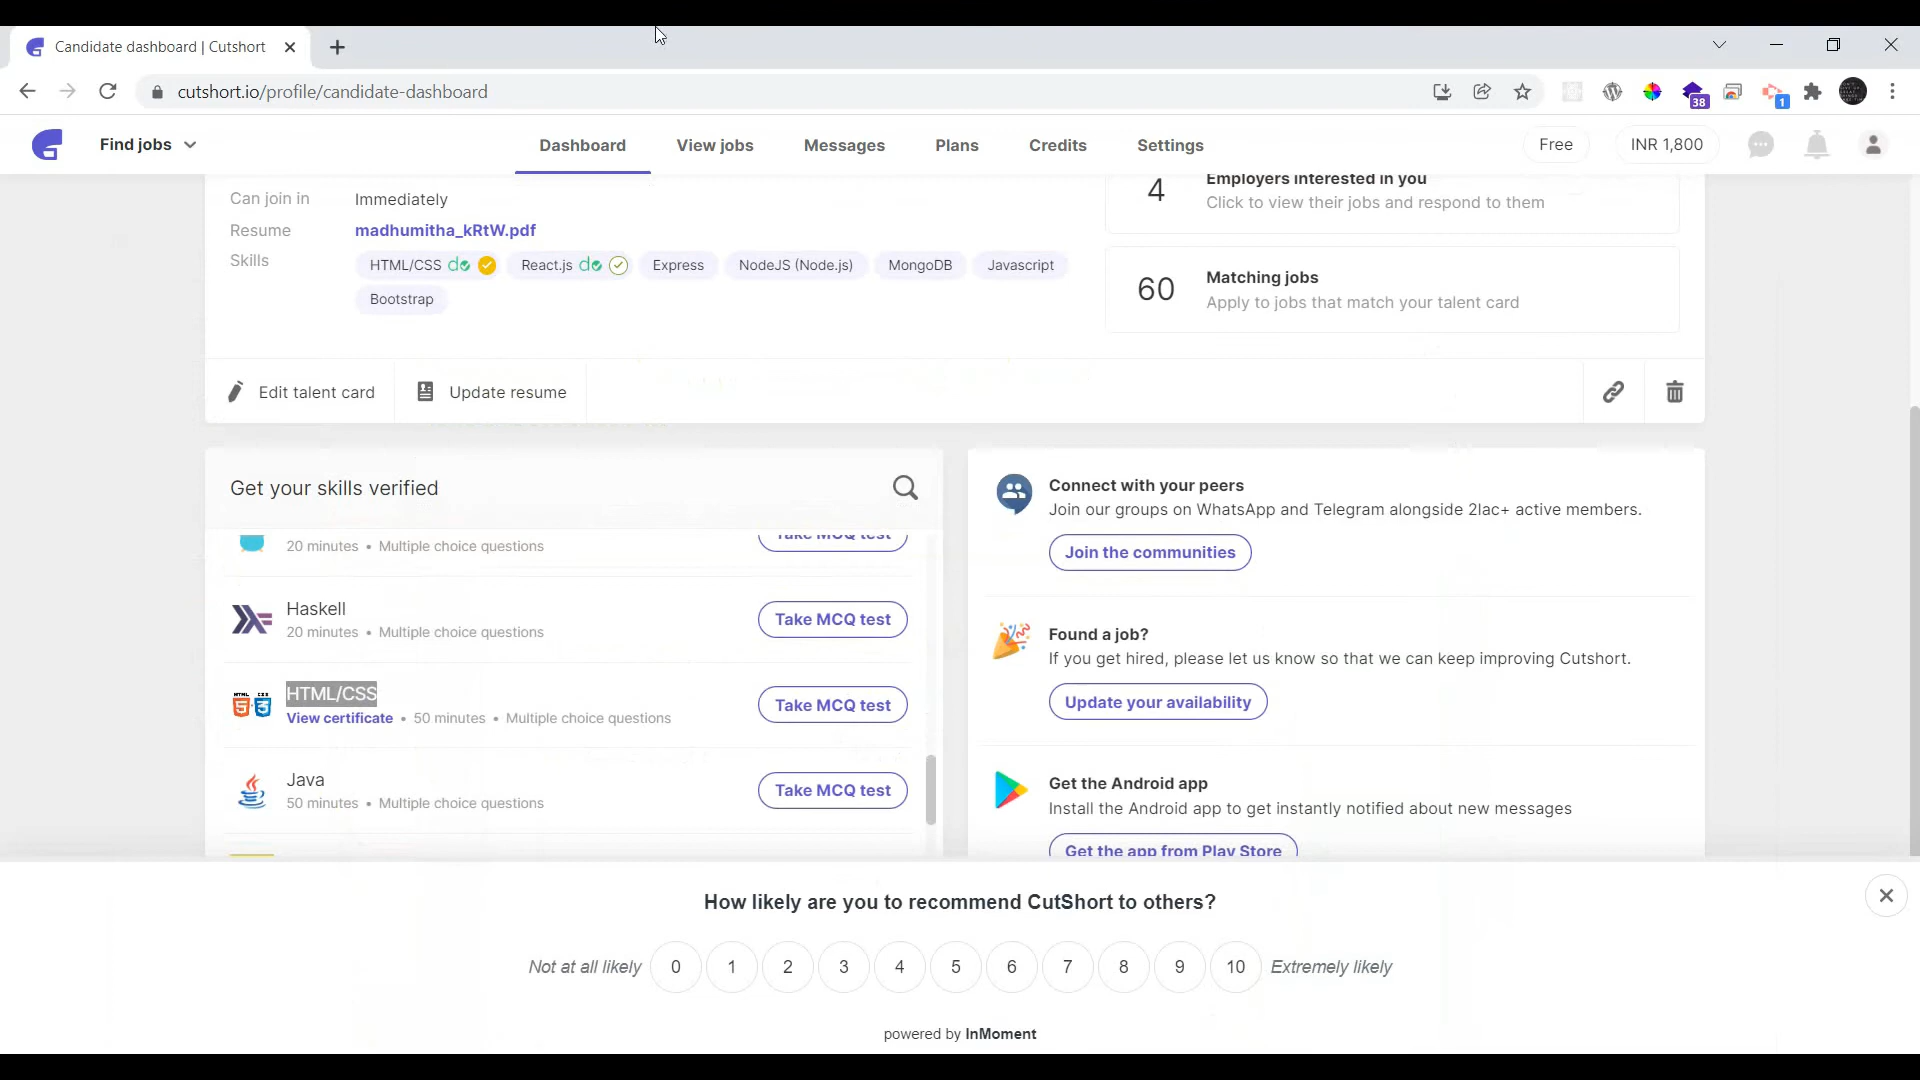 Candidate dashboard | Cutshort
cutshort.io/profile/candidate-dashboard
38
1
Find jobs
Dashboard
View jobs
Messages
Plans
Credits
Settings
Free
INR 1,800
Can join in
Immediately
Resume
madhumitha_kRtW.pdf
Skills
HTML/CSS do
React.js do
Express
NodeJS (Node.js)
MongoDB
Javascript
Bootstrap
4
Employers interested in you
Click to view their jobs and respond to them
60
Matching jobs
Apply to jobs that match your talent card
Edit talent card
Update resume
Get your skills verified
20 minutes • Multiple choice questions
Take MCQ test
Haskell
20 minutes • Multiple choice questions
Take MCQ test
HTML/CSS
View certificate • 50 minutes • Multiple choice questions
Take MCQ test
Java
50 minutes • Multiple choice questions
Take MCQ test
Connect with your peers
Join our groups on WhatsApp and Telegram alongside 2lac+ active members.
Join the communities
Found a job?
If you get hired, please let us know so that we can keep improving Cutshort.
Update your availability
Get the Android app
Install the Android app to get instantly notified about new messages
Get the app from Play Store
How likely are you to recommend CutShort to others?
Not at all likely 0 1 2 3 4 5 6 7 8 9 10 Extremely likely
powered by InMoment